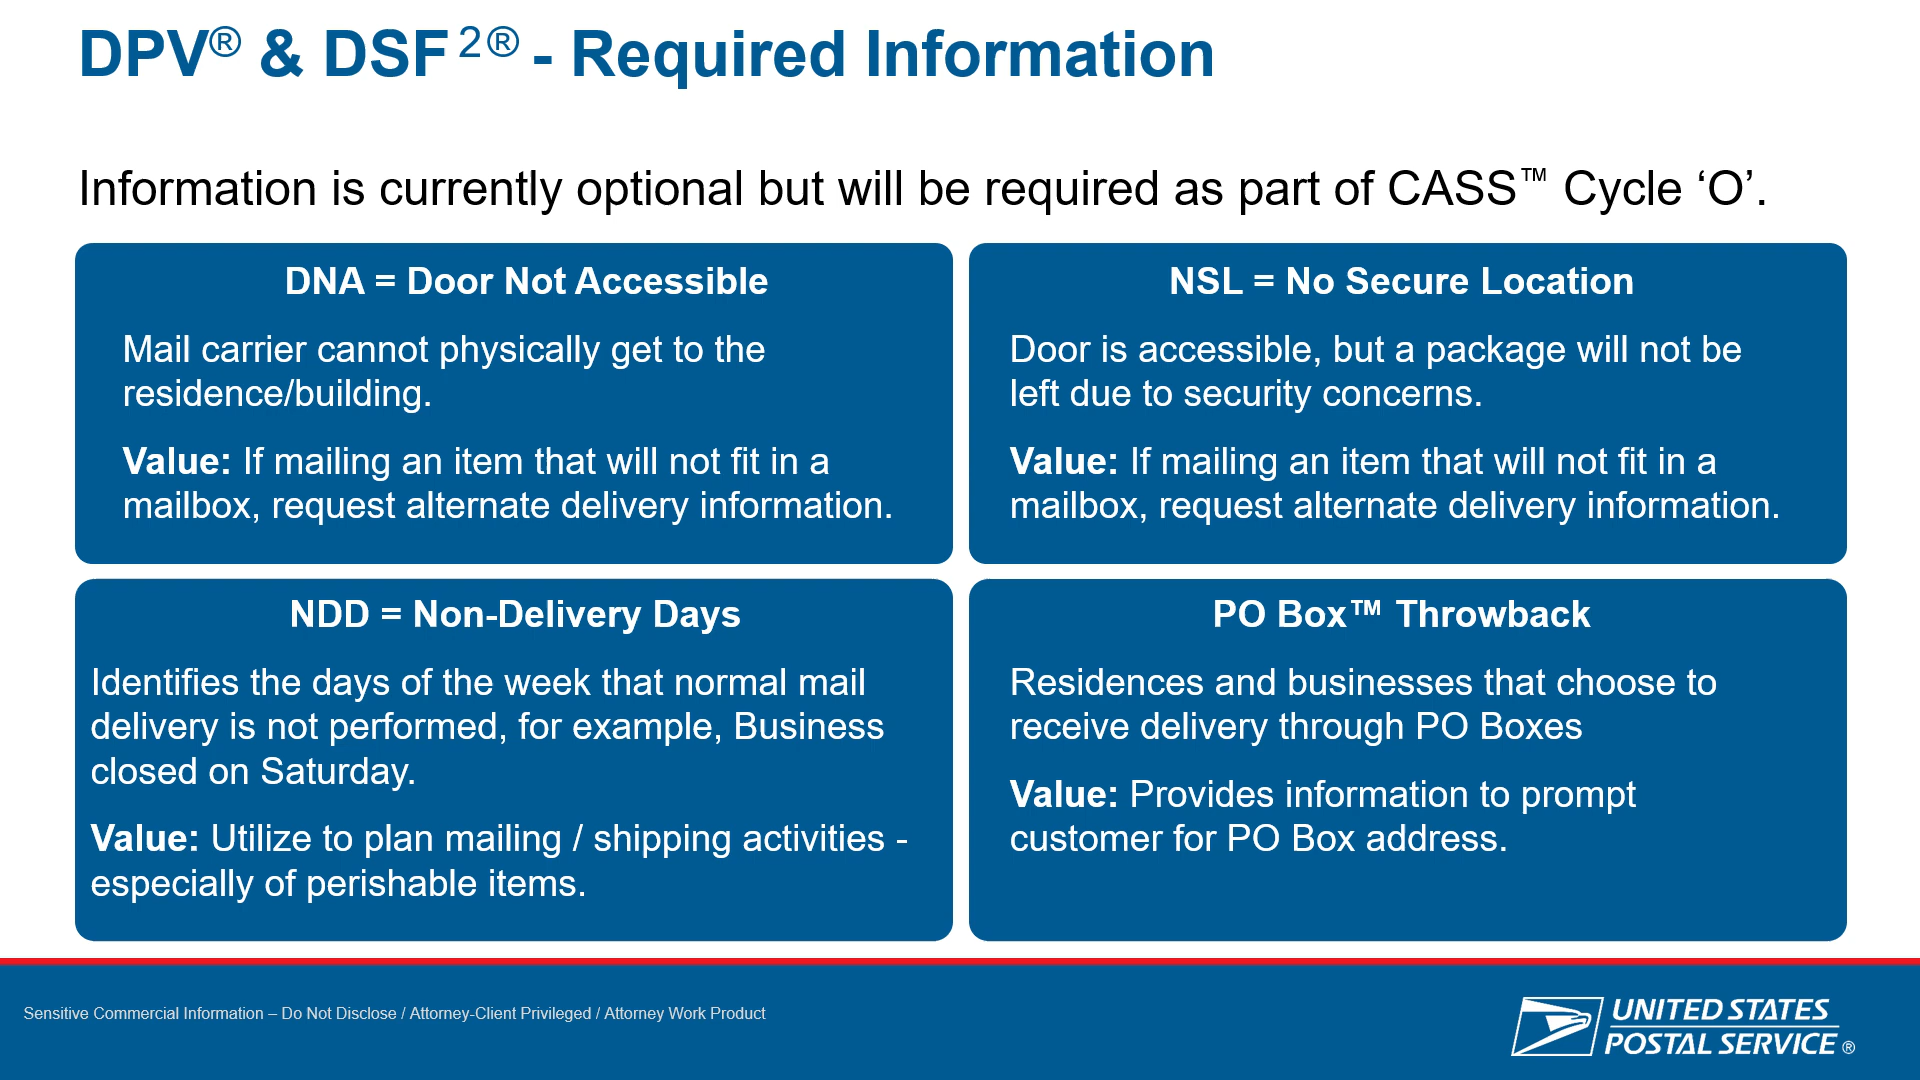 DPV® & DSF 2® - Required Information
Information is currently optional but will be required as part of CASS™ Cycle ‘O’.
DNA = Door Not Accessible
Mail carrier cannot physically get to the
residence/building.
Value: If mailing an item that will not fit in a
mailbox, request alternate delivery information.
NSL = No Secure Location
Door is accessible, but a package will not be
left due to security concerns.
Value: If mailing an item that will not fit in a
mailbox, request alternate delivery information.
NDD = Non-Delivery Days
Identifies the days of the week that normal mail
delivery is not performed, for example, Business
closed on Saturday.
Value: Utilize to plan mailing / shipping activities -
especially of perishable items.
PO Box™ Throwback
Residences and businesses that choose to
receive delivery through PO Boxes
Value: Provides information to prompt
customer for PO Box address.
Sensitive Commercial Information – Do Not Disclose / Attorney-Client Privileged / Attorney Work Product
UNITED STATES
POSTAL SERVICE ®